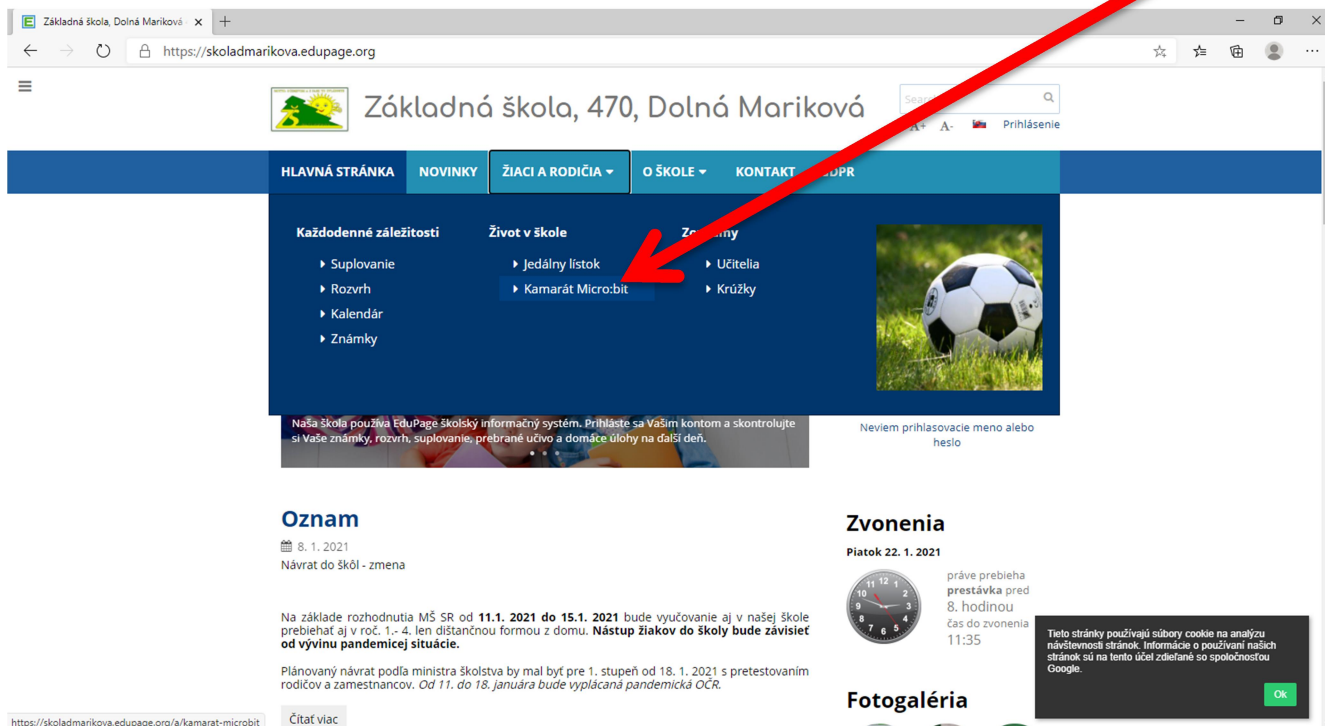 Základná škola, Dolná Mariková
https://skoladmarikova.edupage.org
Základná škola, 470, Dolná Mariková
A+ A- Prihlásenie
HLAVNÁ STRÁNKA NOVINKY ŽIACI A RODIČIA O ŠKOLE KONTAKT
Každodenné záležitosti
Suplovanie
Rozvrh
Kalendár
Známky
Život v škole
Jedálny lístok
Kamarát Micro:bit
Učitelia
Krúžky
Naša škola používa EduPage školský informačný systém. Prihláste sa Vašim kontom a skontrolujte
si Vaše známky, rozvrh, suplovanie, prebrané učivo a domáce úlohy na ďalší deň.
Neviem prihlasovacie meno alebo
heslo
Oznam
8. 1. 2021
Návrat do škôl - zmena
Na základe rozhodnutia MŠ SR od 11.1. 2021 do 15.1. 2021 bude vyučovanie aj v našej škole
prebiehať aj v roč. 1.- 4. len dištančnou formou z domu. Nástup žiakov do školy bude závisieť
od vývinu pandemicej situácie.
Plánovaný návrat podľa ministra školstva by mal byť pre 1. stupeň od 18. 1. 2021 s pretestovaním
rodičov a zamestnancov. Od 11. do 18. januára bude vyplácaná pandemická OČR.
Čítať viac
Zvonenia
Piatok 22. 1. 2021
práve prebieha
prestávka pred
8. hodinou
čas do zvonenia
11:35
Fotogaléria
Tieto stránky používajú súbory cookie na analýzu
návštevnosti stránok. Informácie o používaní našich
stránok sú na tento účel zdieľané so spoločnosťou
Google.
Ok
https://skoladmarikova.edupage.org/a/kamarat-microbit